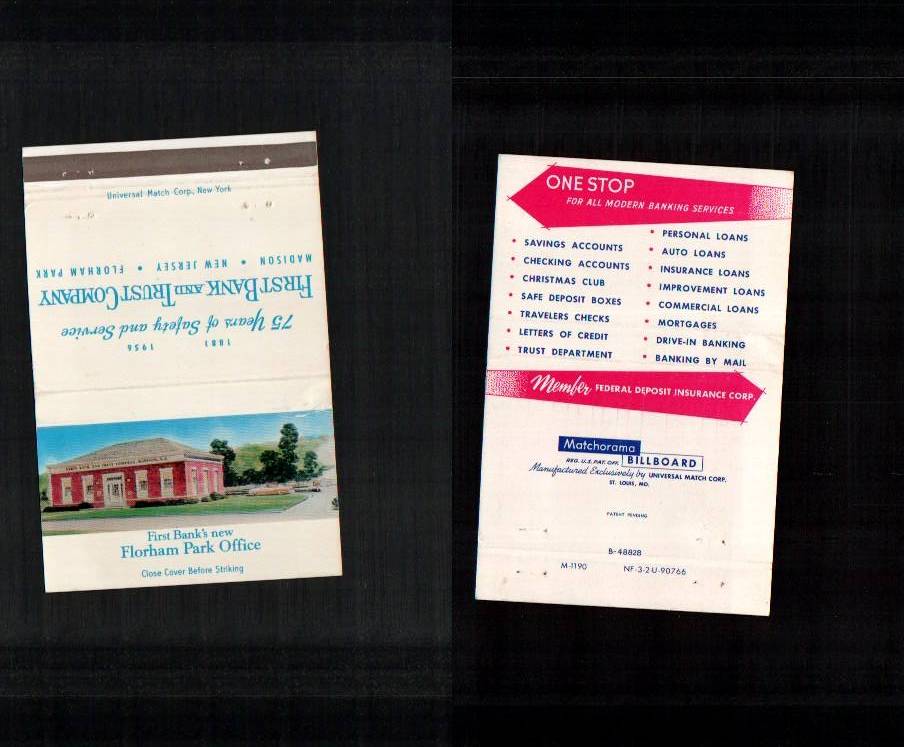 Universal Match Corp., New York
1881 1956
75 Years of Safety and Service
FIRST BANK AND TRUST COMPANY
MADISON • NEW JERSEY • FLORHAM PARK
First Bank's new
Florham Park Office
Close Cover Before Striking
ONE STOP
FOR ALL MODERN BANKING SERVICES
• SAVINGS ACCOUNTS
• CHECKING ACCOUNTS
• CHRISTMAS CLUB
• SAFE DEPOSIT BOXES
• TRAVELERS CHECKS
• LETTERS OF CREDIT
• TRUST DEPARTMENT
• PERSONAL LOANS
• AUTO LOANS
• INSURANCE LOANS
• IMPROVEMENT LOANS
• COMMERCIAL LOANS
• MORTGAGES
• DRIVE-IN BANKING
• BANKING BY MAIL
Member FEDERAL DEPOSIT INSURANCE CORP.
Matchorama
REG. U.S. PAT. OFF. BILLBOARD
Manufactured Exclusively by UNIVERSAL MATCH CORP.
ST. LOUIS, MO.
PATENT PENDING
B-48828
M-1190 NF-3-2U-90766